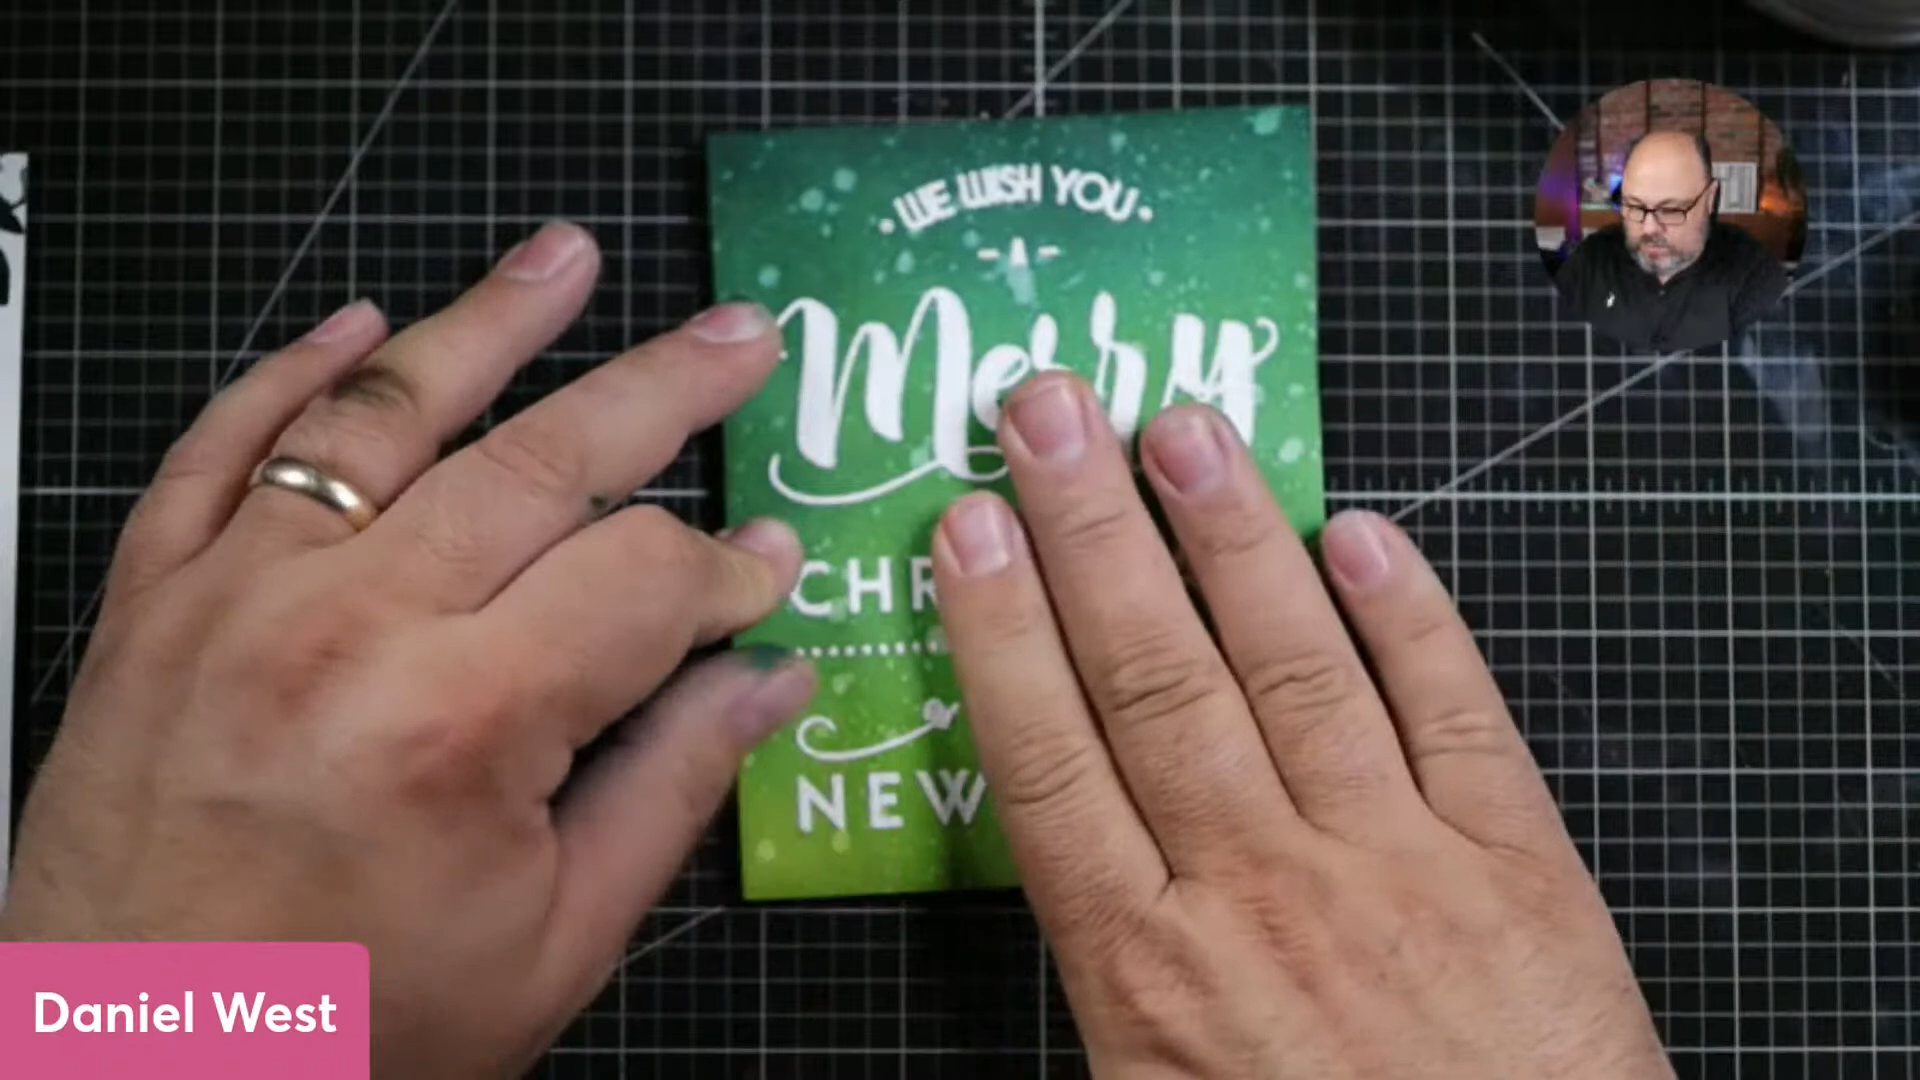 • WE WISH YOU •
- A -
Merry
CHR
NEW
Daniel West